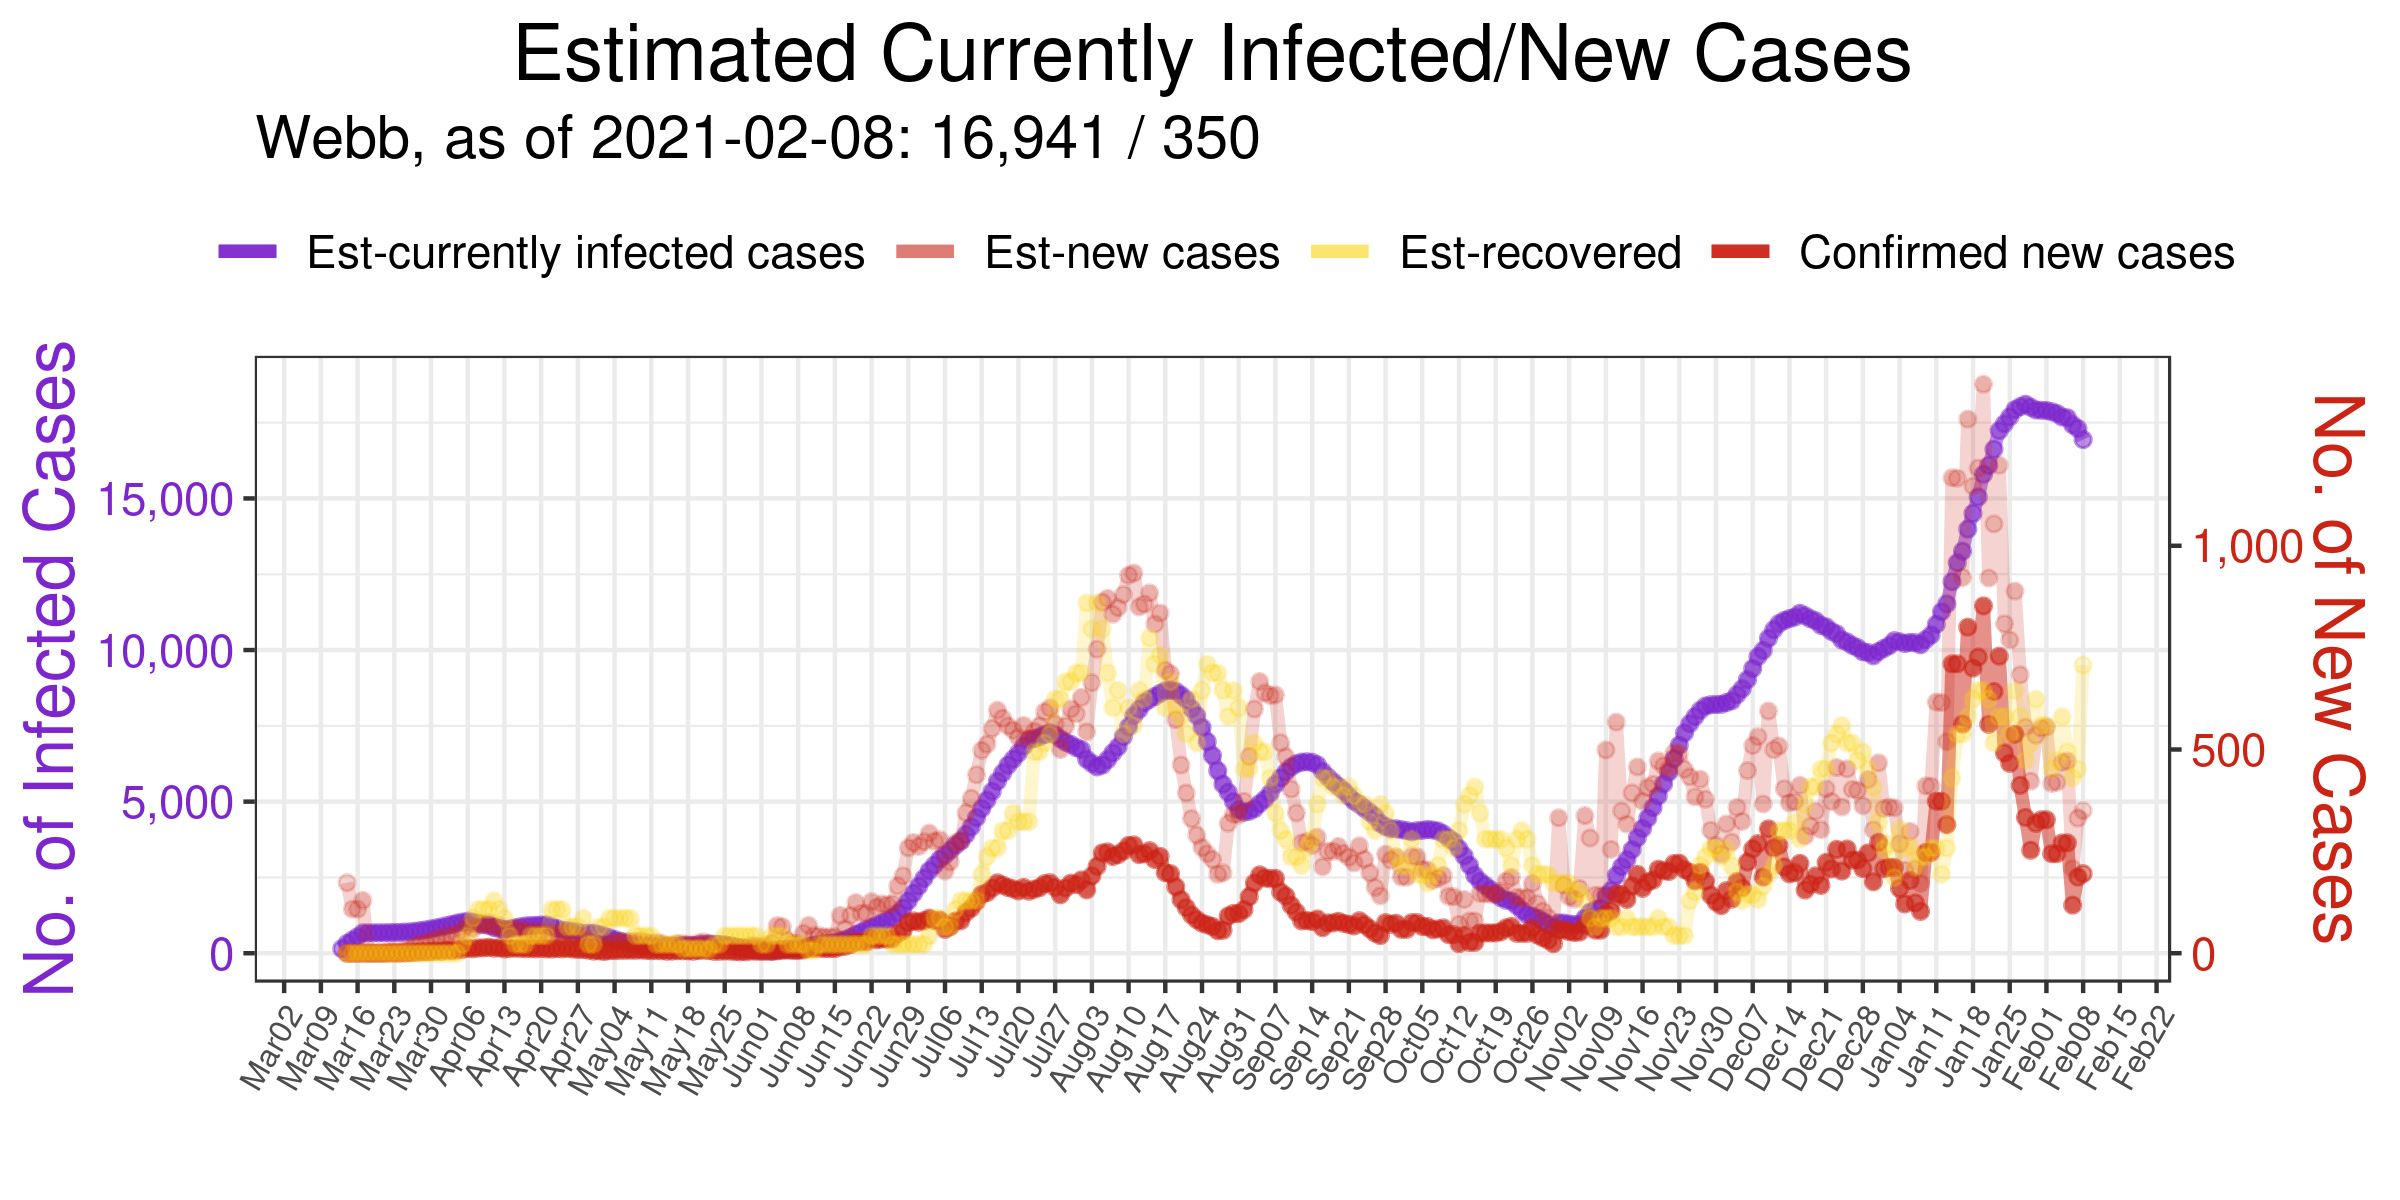 Estimated Currently Infected/New Cases
Webb, as of 2021-02-08: 16,941 / 350
Est-currently infected cases Est-new cases Est-recovered Confirmed new cases
No. of Infected Cases
15,000
10,000
5,000
0
1,000
500
0
No. of New Cases
Mar02 Mar09 Mar16 Mar23 Mar30 Apr06 Apr13 Apr20 Apr27 May04 May11 May18 May25 Jun01 Jun08 Jun15 Jun22 Jun29 Jul06 Jul13 Jul20 Jul27 Aug03 Aug10 Aug17 Aug24 Aug31 Sep07 Sep14 Sep21 Sep28 Oct05 Oct12 Oct19 Oct26 Nov02 Nov09 Nov16 Nov23 Nov30 Dec07 Dec14 Dec21 Dec28 Jan04 Jan11 Jan18 Jan25 Feb01 Feb08 Feb15 Feb22